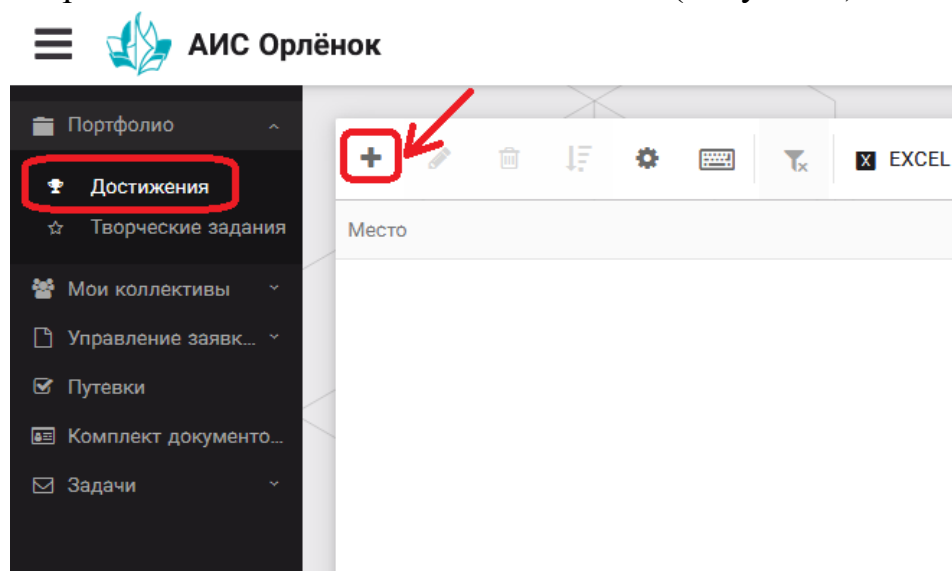 АИС Орлёнок
Портфолио
Достижения
Творческие задания
Мои коллективы
Управление заявк...
Путевки
Комплект документо...
Задачи
EXCEL
Место